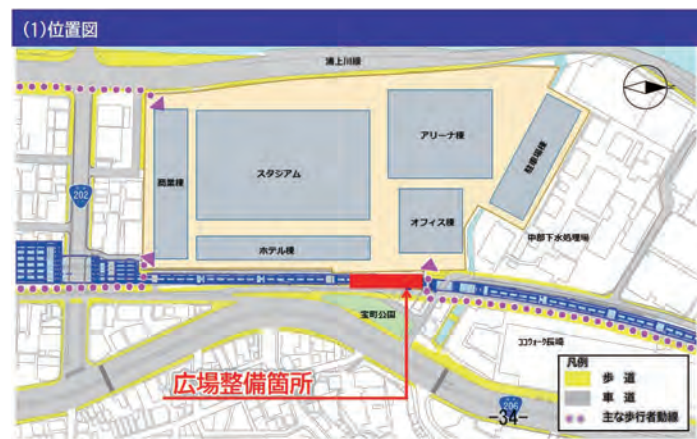 (1)位置図
浦上川線
アリーナ棟
駐車場棟
202
商業棟
スタジアム
オフィス棟
中部下水処理場
ホテル棟
宝町公園
ココウォーク長崎
広場整備箇所
凡例
歩 道
車 道
主な歩行者動線
206
-34-